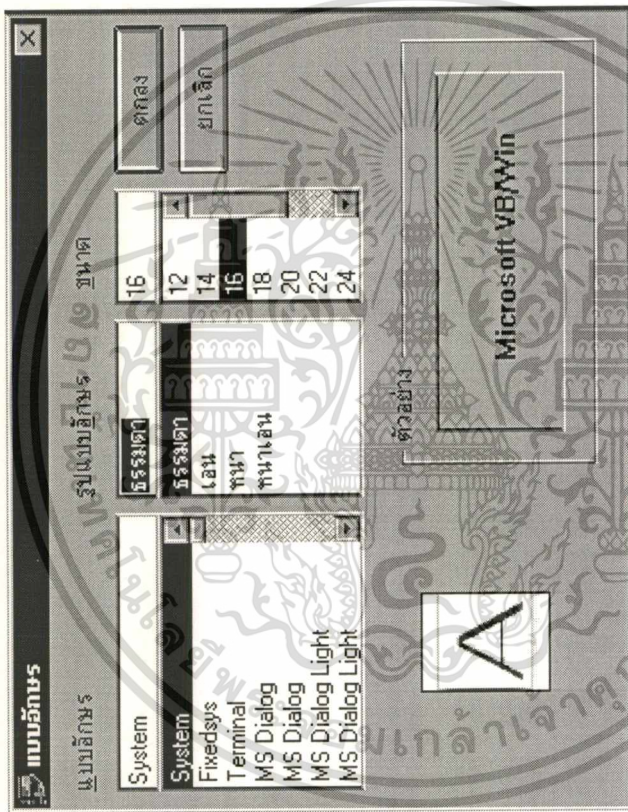 แบบอักษร
แบบอักษร
System
System
Fixedsys
Terminal
MS Dialog
MS Dialog
MS Dialog Light
MS Dialog Light
รูปแบบอักษร
ธรรมดา
ธรรมดา
เอน
หนา
หนาเอน
ขนาด
16
12
14
16
18
20
22
24
ตกลง
ยกเลิก
A
ตัวอย่าง
Microsoft VB/Win